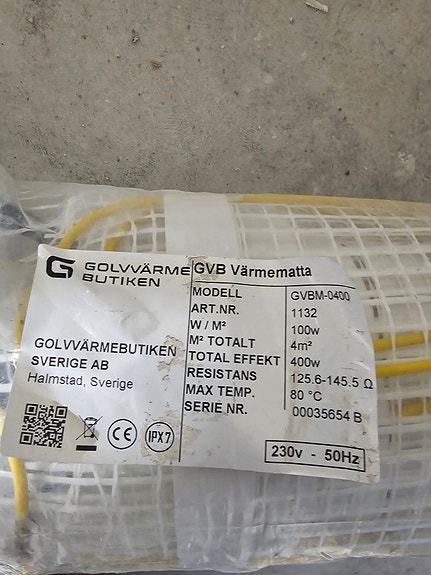 GOLVVÄRME
BUTIKEN
GOLVVÄRMEBUTIKEN
SVERIGE AB
Halmstad, Sverige
CE
IPX7
GVB Värmematta
MODELL GVBM-0400
ART.NR. 1132
W / M² 100w
M² TOTALT 4m²
TOTAL EFFEKT 400w
RESISTANS 125.6-145.5 Ω
MAX TEMP. 80 °C
SERIE NR. 00035654 B
230v - 50Hz